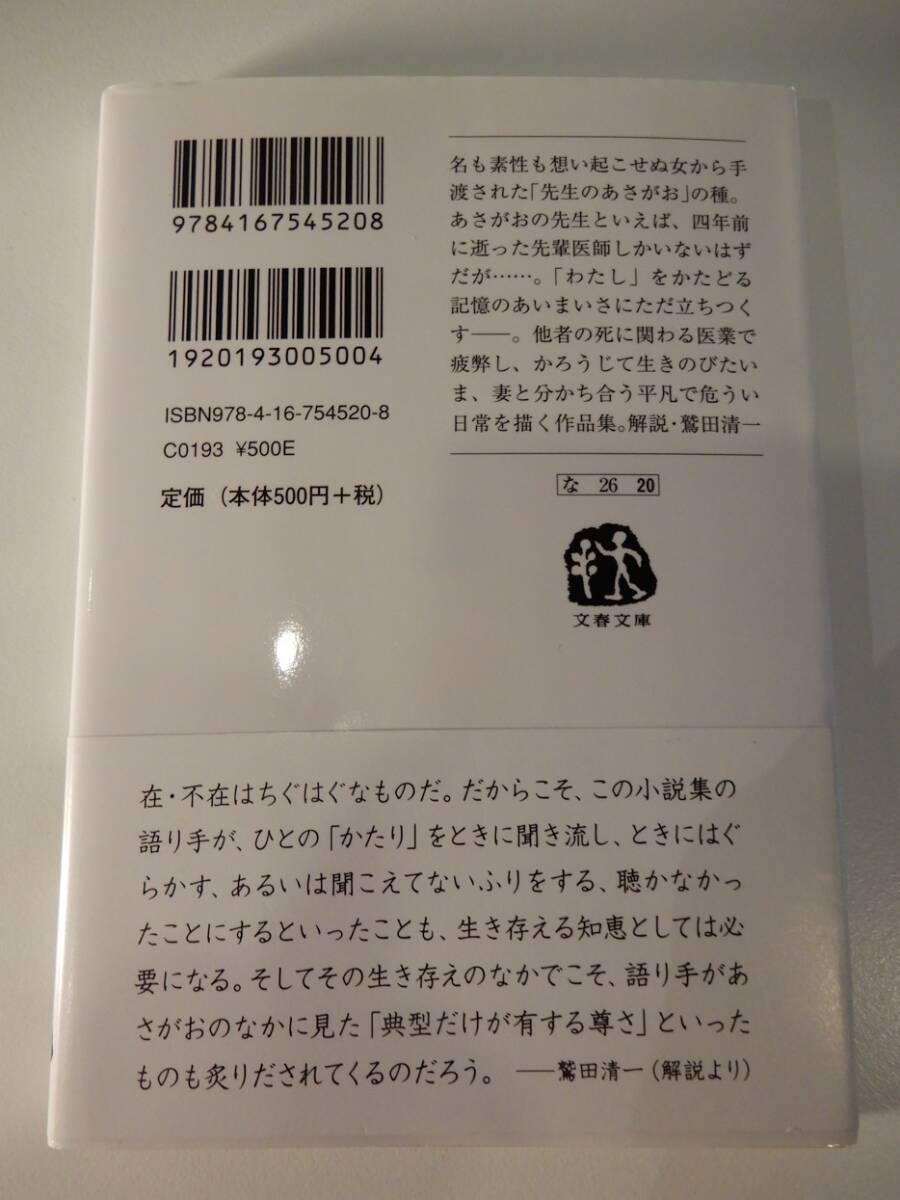 9784167545208
1920193005004
ISBN978-4-16-754520-8
C0193 ¥500E
定価（本体500円＋税）
名も素性も想い起こせぬ女から手
渡された「先生のあさがお」の種。
あさがおの先生といえば、四年前
に逝った先輩医師しかいないはず
だが……。「わたし」をかたどる
記憶のあいまいさにただ立ちつく
す――。他者の死に関わる医業で
疲弊し、かろうじて生きのびたい
ま、妻と分かち合う平凡で危うい
日常を描く作品集。解説・鷲田清一
な 26 20
文春文庫
在・不在はちぐはぐなものだ。だからこそ、この小説集の
語り手が、ひとの「かたり」をときに聞き流し、ときにはぐ
らかす、あるいは聞こえてないふりをする、聴かなかっ
たことにするといったことも、生き存える知恵としては必
要になる。そしてその生き存えのなかでこそ、語り手があ
さがおのなかに見た「典型だけが有する尊さ」といった
ものも炙りだされてくるのだろう。 ――鷲田清一（解説より）